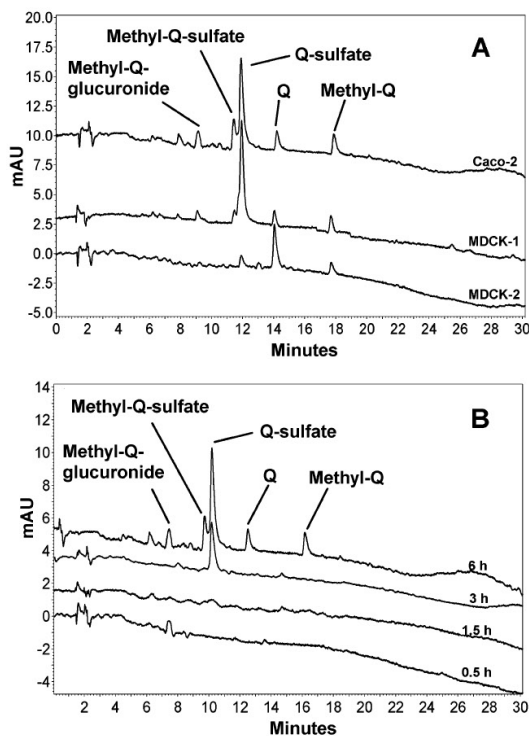 A
Methyl-Q-sulfate
Q-sulfate
Methyl-Q-
glucuronide
Q
Methyl-Q
Caco-2
MDCK-1
MDCK-2
mAU
20.0
17.5
15.0
12.5
10.0
7.5
5.0
2.5
0.0
-2.5
-5.0
0 2 4 6 8 10 12 14 16 18 20 22 24 26 28 30
Minutes
B
Methyl-Q-sulfate
Q-sulfate
Methyl-Q-
glucuronide
Q
Methyl-Q
6 h
3 h
1.5 h
0.5 h
mAU
14
12
10
8
6
4
2
0
-2
-4
2 4 6 8 10 12 14 16 18 20 22 24 26 28 30
Minutes